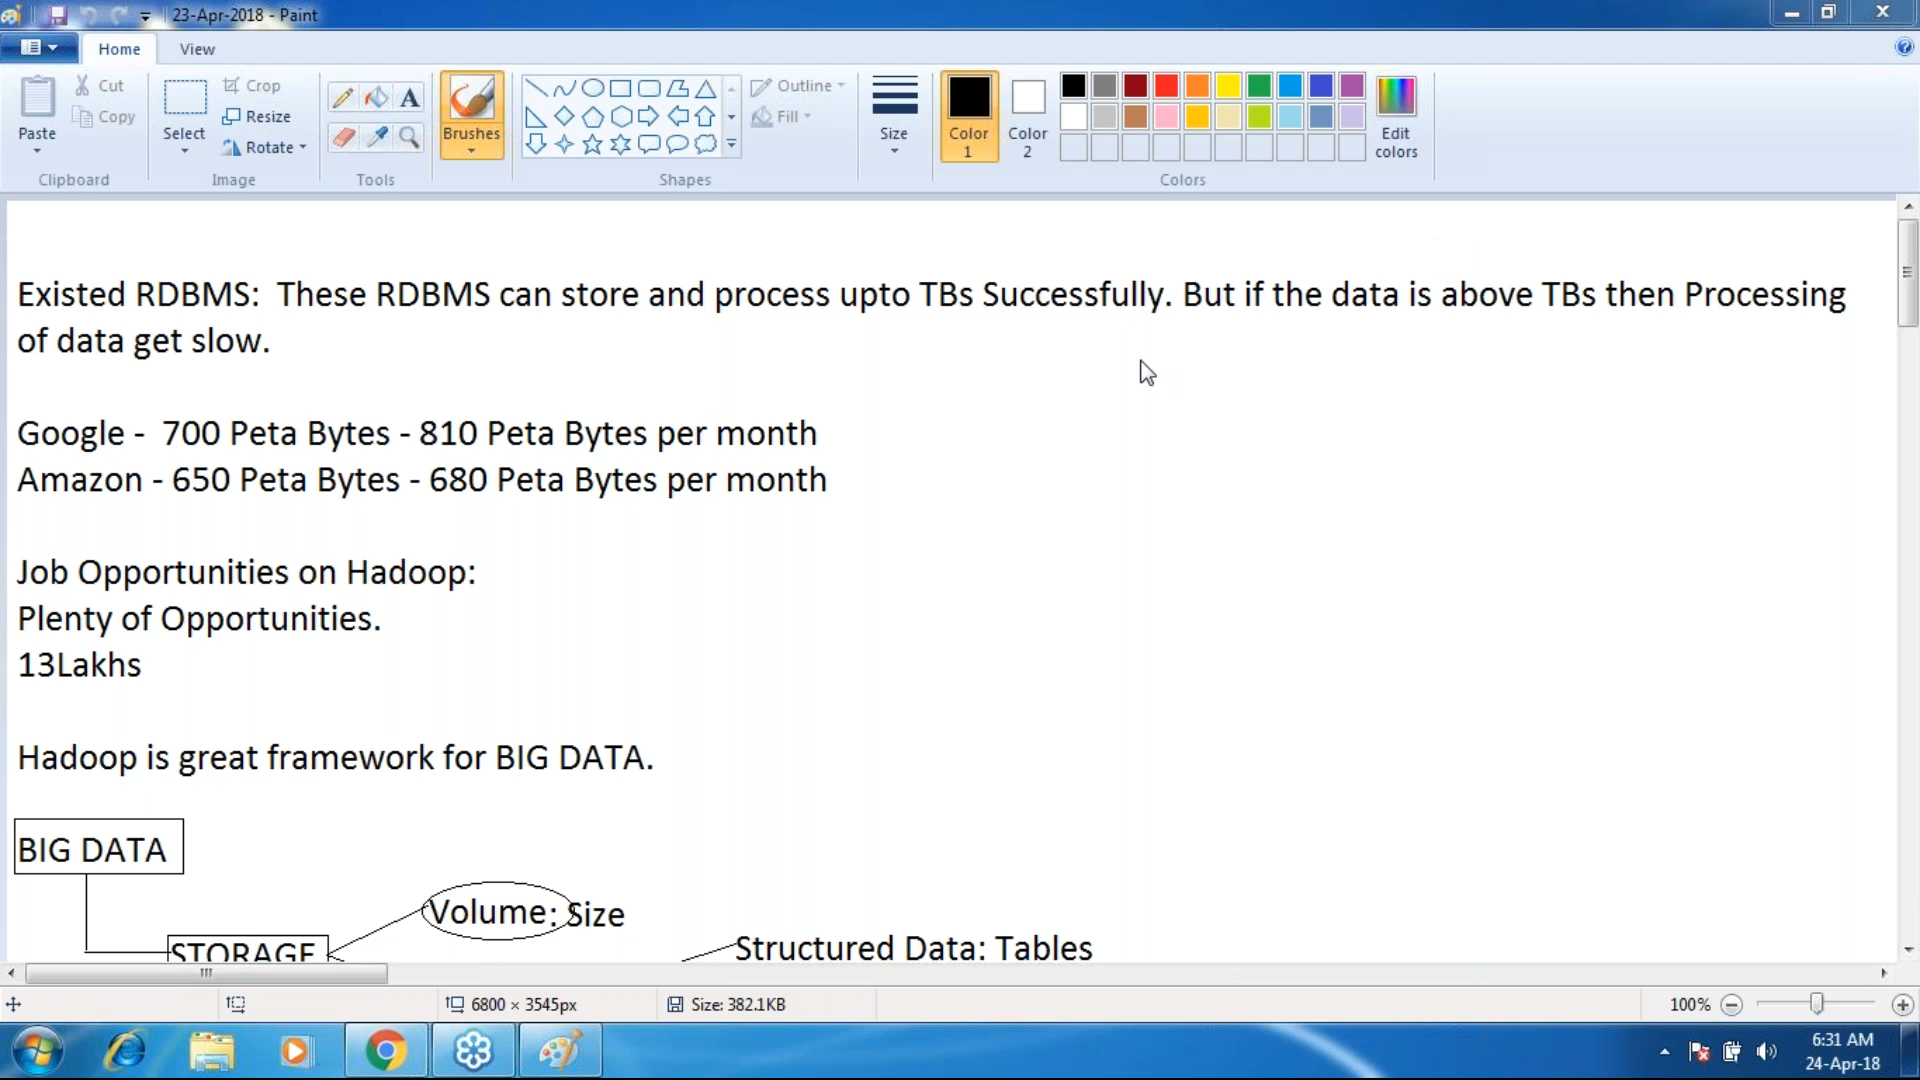 23-Apr-2018 - Paint
Home View
Cut
Copy
Paste
Clipboard
Crop
Resize
Rotate
Select
Image
A
Tools
Brushes
Outline
Fill
Shapes
Size
Color 1
Color 2
Edit colors
Colors
Existed RDBMS: These RDBMS can store and process upto TBs Successfully. But if the data is above TBs then Processing
of data get slow.
Google - 700 Peta Bytes - 810 Peta Bytes per month
Amazon - 650 Peta Bytes - 680 Peta Bytes per month
Job Opportunities on Hadoop:
Plenty of Opportunities.
13Lakhs
Hadoop is great framework for BIG DATA.
BIG DATA
Volume: Size
STORAGE
Structured Data: Tables
6800 × 3545px
Size: 382.1KB
100%
6:31 AM
24-Apr-18